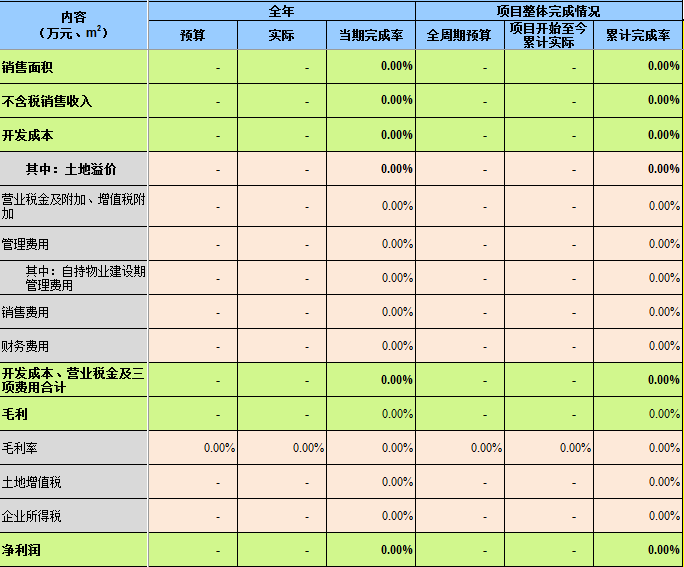 内容 全年 项目整体完成情况
（万元、m²） 预算 实际 当期完成率 全周期预算 项目开始至今 累计完成率
累计实际
销售面积 - - 0.00% - - 0.00%
不含税销售收入 - - 0.00% - - 0.00%
开发成本 - - 0.00% - - 0.00%
其中：土地溢价 - - 0.00% - - 0.00%
营业税金及附加、增值税附
加 - - 0.00% - - 0.00%
管理费用 - - 0.00% - - 0.00%
其中：自持物业建设期
管理费用 - - 0.00% - - 0.00%
销售费用 - - 0.00% - - 0.00%
财务费用 - - 0.00% - - 0.00%
开发成本、营业税金及三
项费用合计 - - 0.00% - - 0.00%
毛利 - - 0.00% - - 0.00%
毛利率 0.00% 0.00% 0.00% 0.00% 0.00% 0.00%
土地增值税 - - 0.00% - - 0.00%
企业所得税 - - 0.00% - - 0.00%
净利润 - - 0.00% - - 0.00%